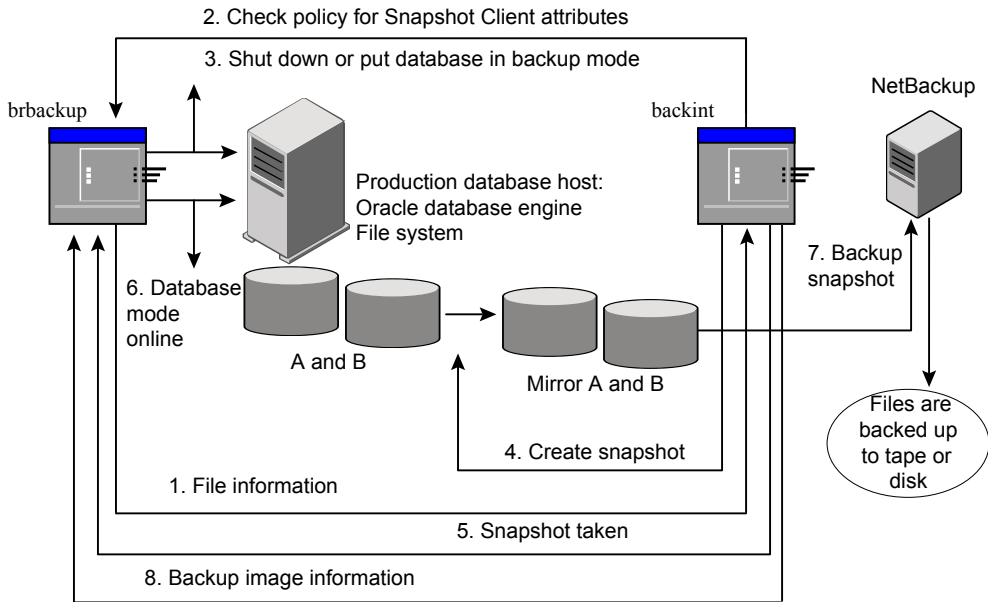 2. Check policy for Snapshot Client attributes
3. Shut down or put database in backup mode
brbackup
backint
NetBackup
Production database host:
Oracle database engine
File system
7. Backup
snapshot
6. Database
mode
online
A and B
Mirror A and B
Files are
backed up
to tape or
disk
4. Create snapshot
1. File information
5. Snapshot taken
8. Backup image information